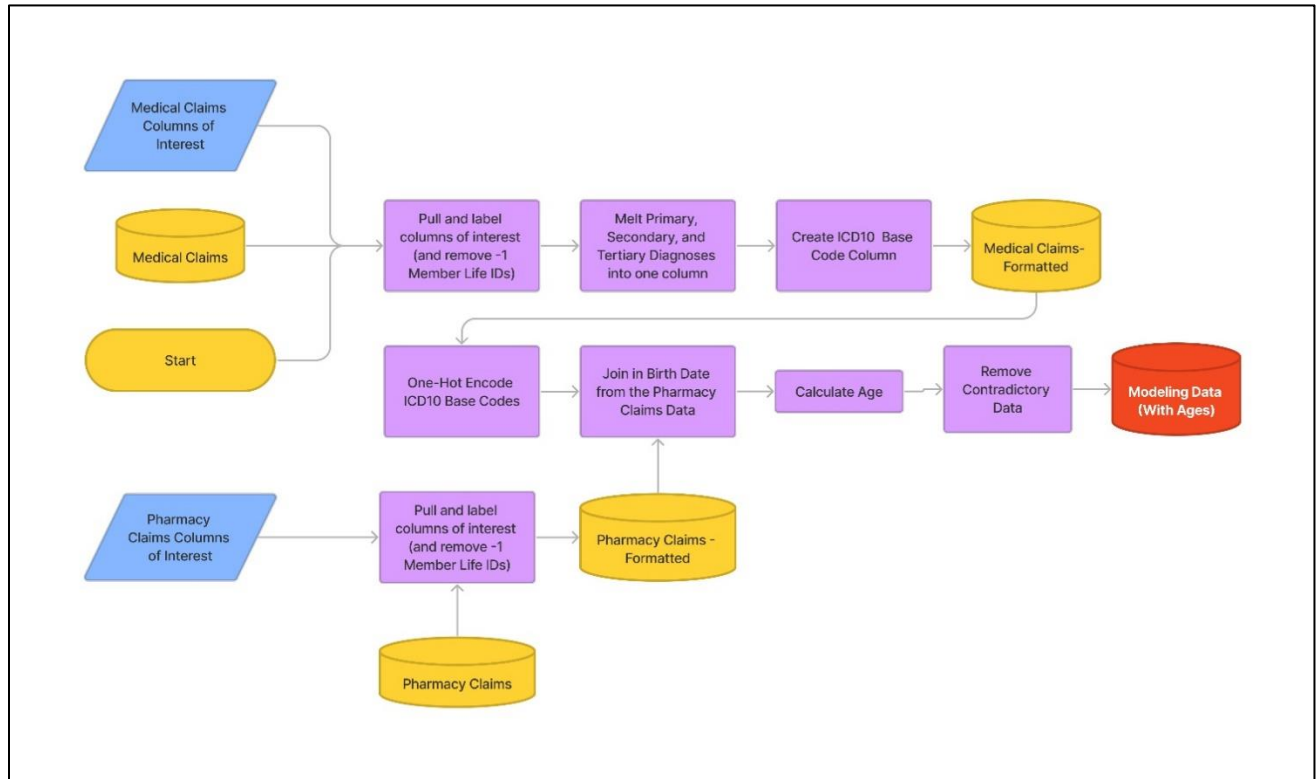 Medical Claims
Columns of
Interest
Medical Claims
Start
Pull and label
columns of interest
(and remove -1
Member Life IDs)
Melt Primary,
Secondary, and
Tertiary Diagnoses
into one column
Create ICD10 Base
Code Column
Medical Claims-
Formatted
One-Hot Encode
ICD10 Base Codes
Join in Birth Date
from the Pharmacy
Claims Data
Calculate Age
Remove
Contradictory
Data
Modeling Data
(With Ages)
Pharmacy
Claims Columns
of Interest
Pull and label
columns of interest
(and remove -1
Member Life IDs)
Pharmacy Claims -
Formatted
Pharmacy Claims